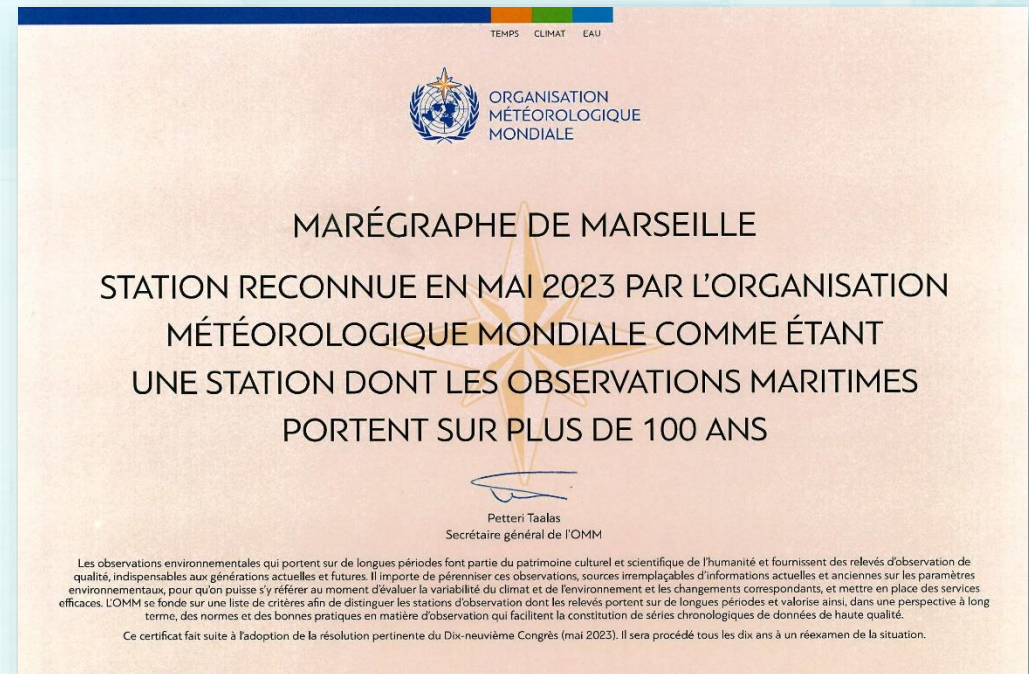 TEMPS CLIMAT EAU
ORGANISATION
MÉTÉOROLOGIQUE
MONDIALE
MARÉGRAPHE DE MARSEILLE
STATION RECONNUE EN MAI 2023 PAR L'ORGANISATION
MÉTÉOROLOGIQUE MONDIALE COMME ÉTANT
UNE STATION DONT LES OBSERVATIONS MARITIMES
PORTENT SUR PLUS DE 100 ANS
Petteri Taalas
Secrétaire général de l'OMM
Les observations environnementales qui portent sur de longues périodes font partie du patrimoine culturel et scientifique de l'humanité et fournissent des relevés d'observation de
qualité, indispensables aux générations actuelles et futures. Il importe de pérenniser ces observations, sources irremplaçables d'informations actuelles et anciennes sur les paramètres
environnementaux, pour qu'on puisse s'y référer au moment d'évaluer la variabilité du climat et de l'environnement et les changements correspondants, et mettre en place des services
efficaces. L'OMM se fonde sur une liste de critères afin de distinguer les stations d'observation dont les relevés portent sur de longues périodes et valorise ainsi, dans une perspective à long
terme, des normes et des bonnes pratiques en matière d'observation qui facilitent la constitution de séries chronologiques de données de haute qualité.
Ce certificat fait suite à l'adoption de la résolution pertinente du Dix-neuvième Congrès (mai 2023). Il sera procédé tous les dix ans à un réexamen de la situation.